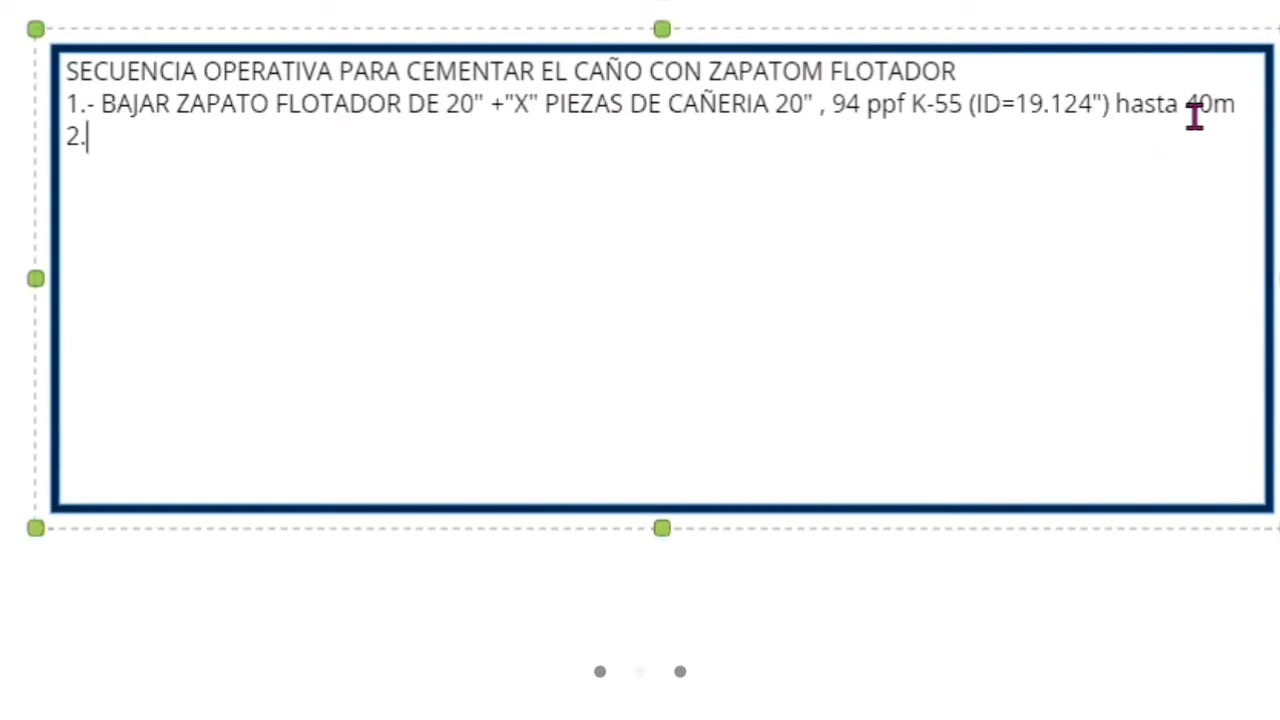 SECUENCIA OPERATIVA PARA CEMENTAR EL CAÑO CON ZAPATOM FLOTADOR
1.- BAJAR ZAPATO FLOTADOR DE 20" +"X" PIEZAS DE CAÑERIA 20" , 94 ppf K-55 (ID=19.124") hasta 40m
2.